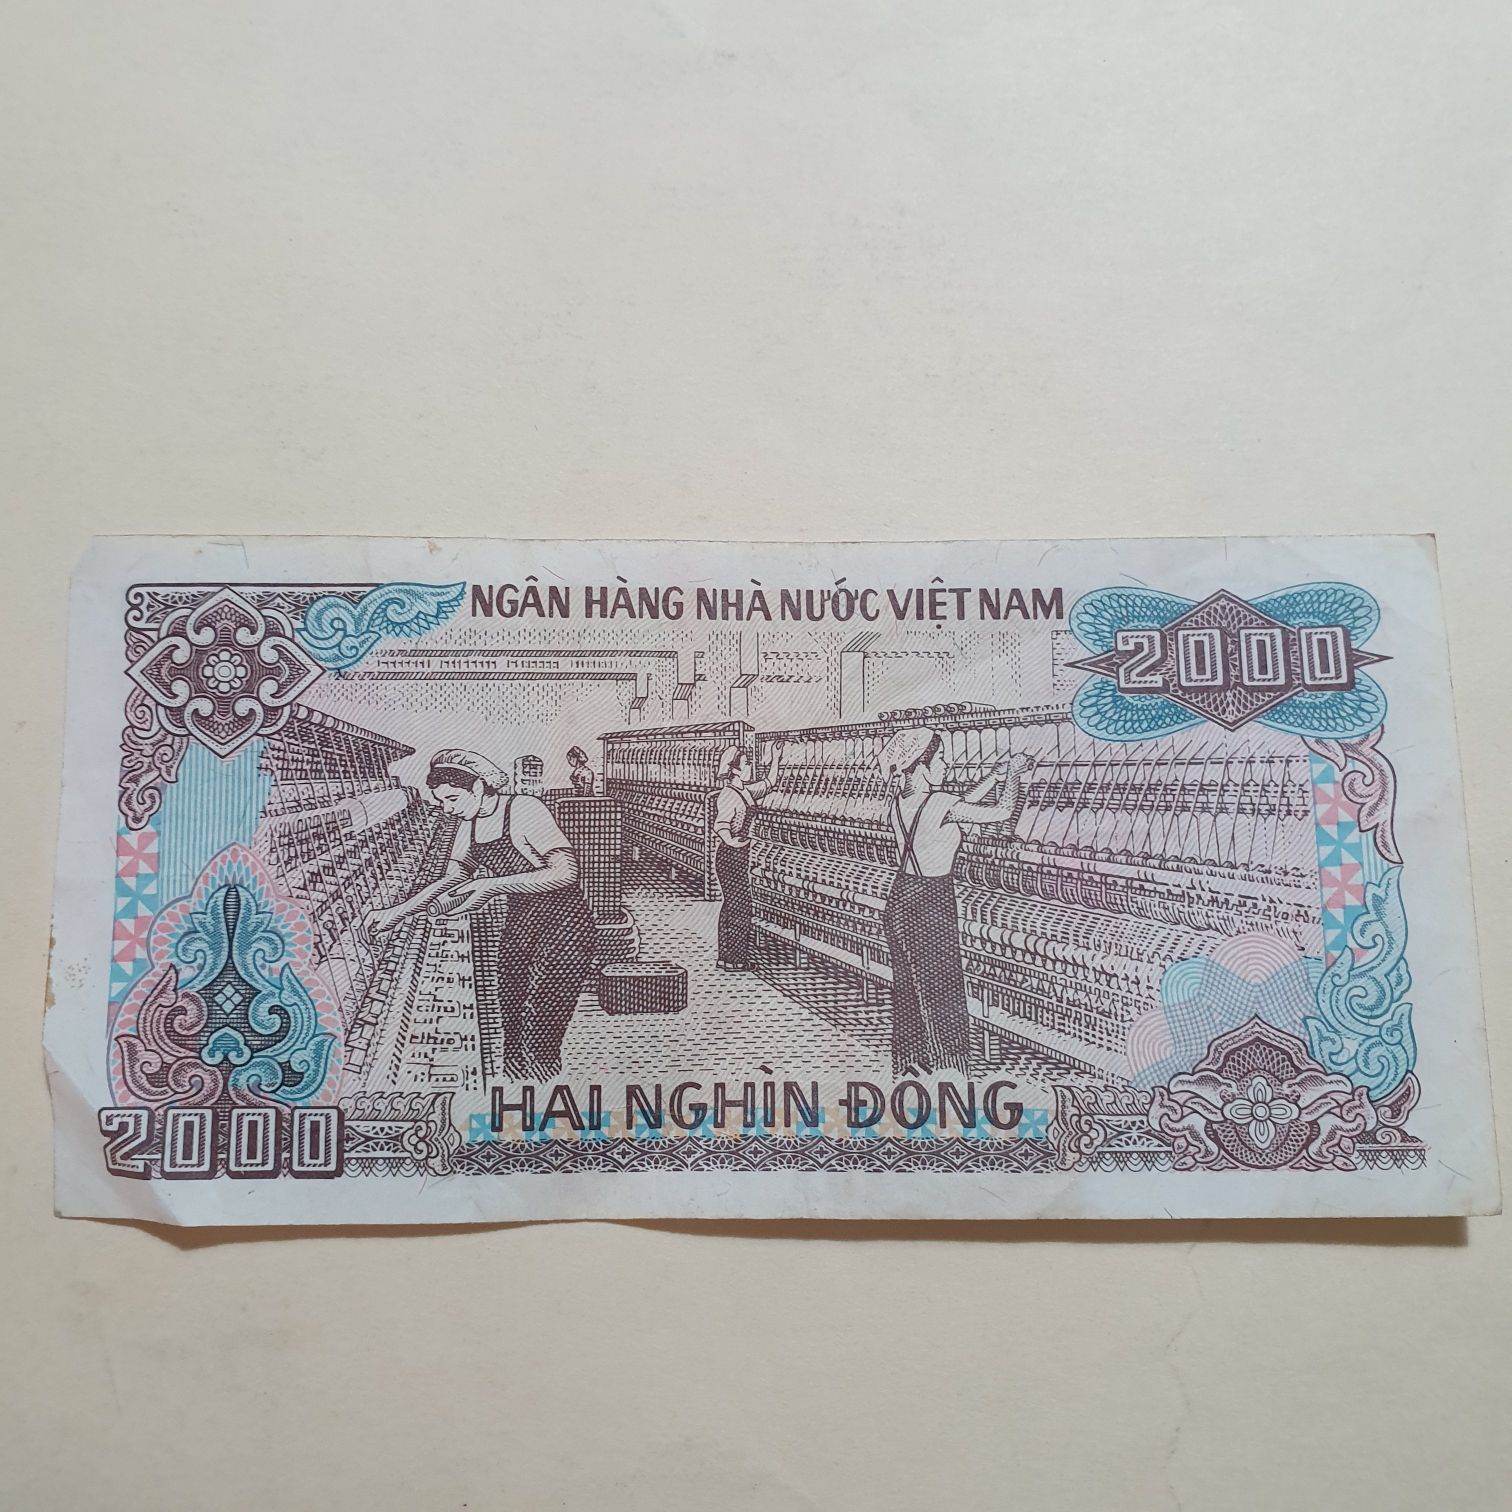 NGÂN HÀNG NHÀ NƯỚC VIỆT NAM
2000
2000
HAI NGHÌN ĐỒNG